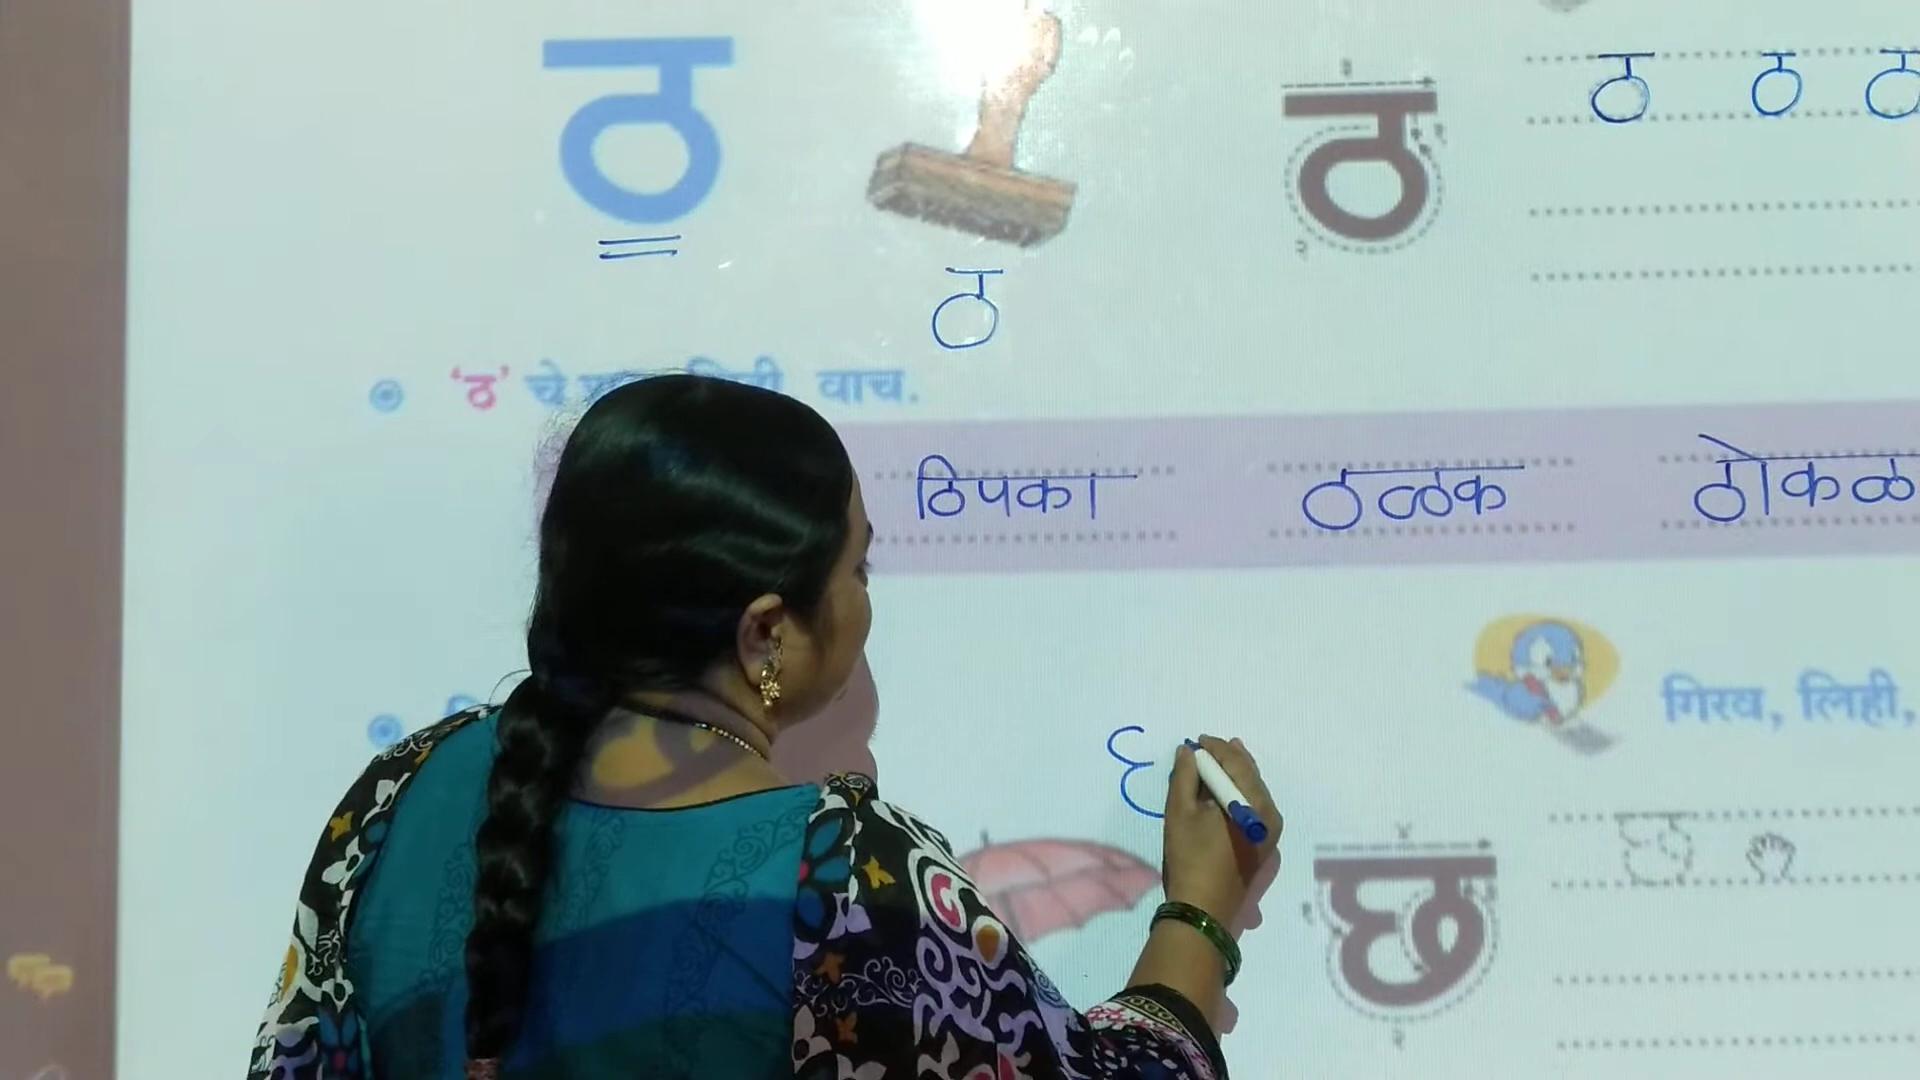 ठ ठ ठ ठ ठ
ठ
'ठ' चे वाच.
ठिपका ठळक ठोकळ
गिरव, लिही,
छ छ